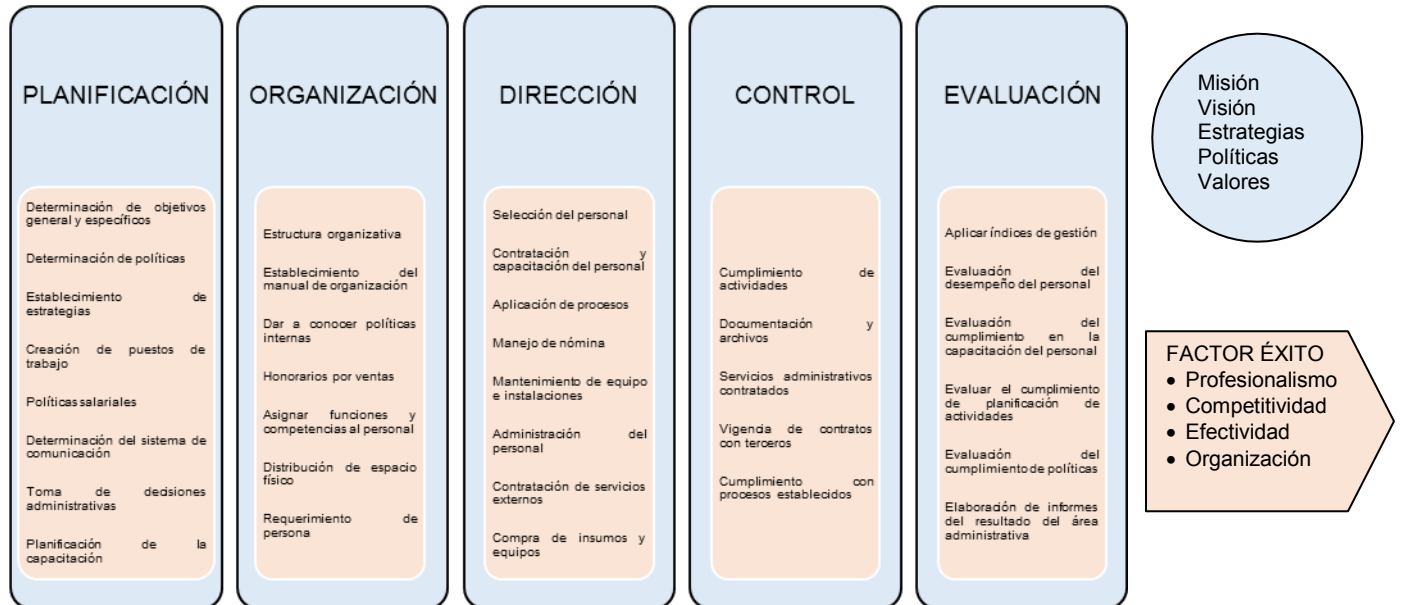 PLANIFICACIÓN
Determinación de objetivos
general y específicos
Determinación de políticas
Establecimiento de
estrategias
Creación de puestos de
trabajo
Políticas salariales
Determinación del sistema de
comunicación
Toma de decisiones
administrativas
Planificación de la
capacitación
ORGANIZACIÓN
Estructura organizativa
Establecimiento del
manual de organización
Dar a conocer políticas
internas
Honorarios por ventas
Asignar funciones y
competencias al personal
Distribución de espacio
físico
Requerimiento de
persona
DIRECCIÓN
Selección del personal
Contratación y
capacitación del personal
Aplicación de procesos
Manejo de nómina
Mantenimiento de equipo
e instalaciones
Administración del
personal
Contratación de servicios
externos
Compra de insumos y
equipos
CONTROL
Cumplimiento de
actividades
Documentación y
archivos
Servicios administrativos
contratados
Vigencia de contratos
con terceros
Cumplimiento con
procesos establecidos
EVALUACIÓN
Aplicar índices de gestión
Evaluación del
desempeño del personal
Evaluación del
cumplimiento en la
capacitación del personal
Evaluar el cumplimiento
de planificación de
actividades
Evaluación del
cumplimiento de políticas
Elaboración de informes
del resultado del área
administrativa
Misión
Visión
Estrategias
Políticas
Valores
FACTOR ÉXITO
• Profesionalismo
• Competitividad
• Efectividad
• Organización